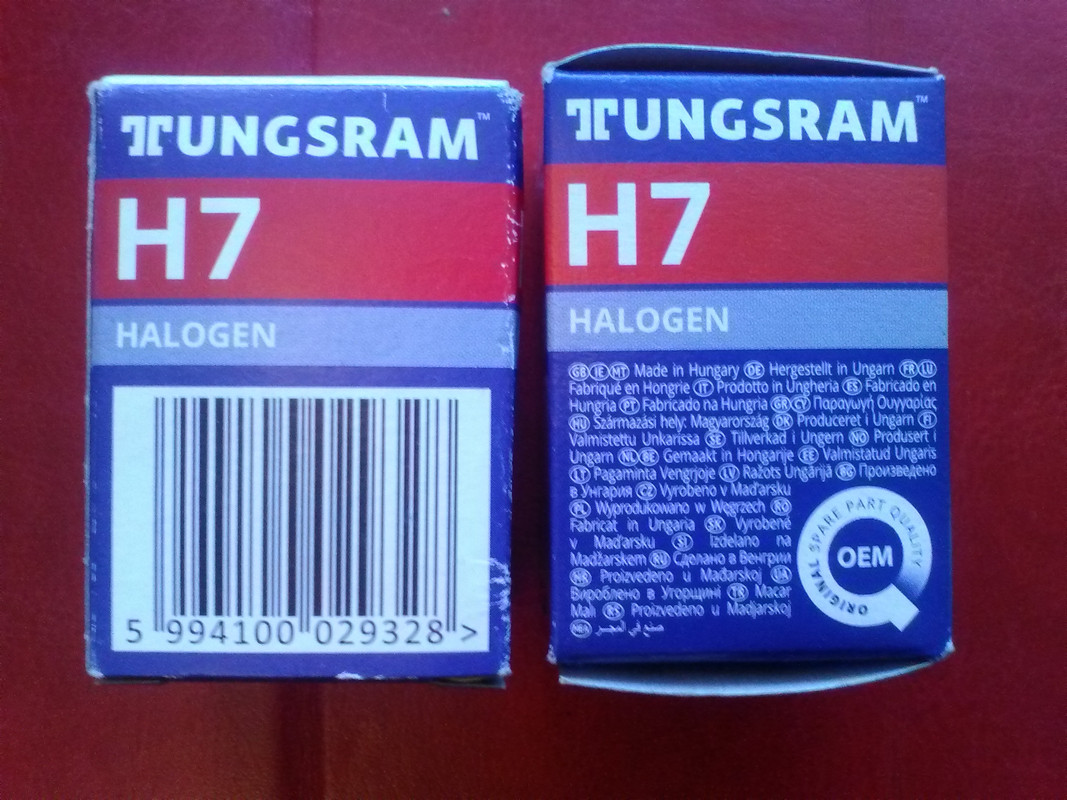 TUNGSRAM™
H7
HALOGEN
5 994100 029328 >
TUNGSRAM™
H7
HALOGEN
GB IE MT Made in Hungary DE Hergestellt in Ungarn FR LU
Fabriqué en Hongrie IT Prodotto in Ungheria ES Fabricado en
Hungria PT Fabricado na Hungria GR CY Παραγωγή Ουγγαρίας
HU Származási hely: Magyarország DK Produceret i Ungarn FI
Valmistettu Unkarissa SE Tillverkad i Ungern NO Produsert i
Ungarn NL BE Gemaakt in Hongarije EE Valmistatud Ungaris
LT Pagaminta Vengrijoje LV Ražots Ungārijā BG Произведено
в Унгария CZ Vyrobeno v Maďarsku
PL Wyprodukowano w Węgrzech RO
Fabricat in Ungaria SK Vyrobené
v Maďarsku SI Izdelano na
Madžarskem RU Сделано в Венгрии
HR Proizvedeno u Mađarskoj UA
Вироблено в Угорщині TR Macar
Mali RS Proizvedeno u Madjarskoj
صنع في المجر
ORIGINAL SPARE PART QUALITY
OEM